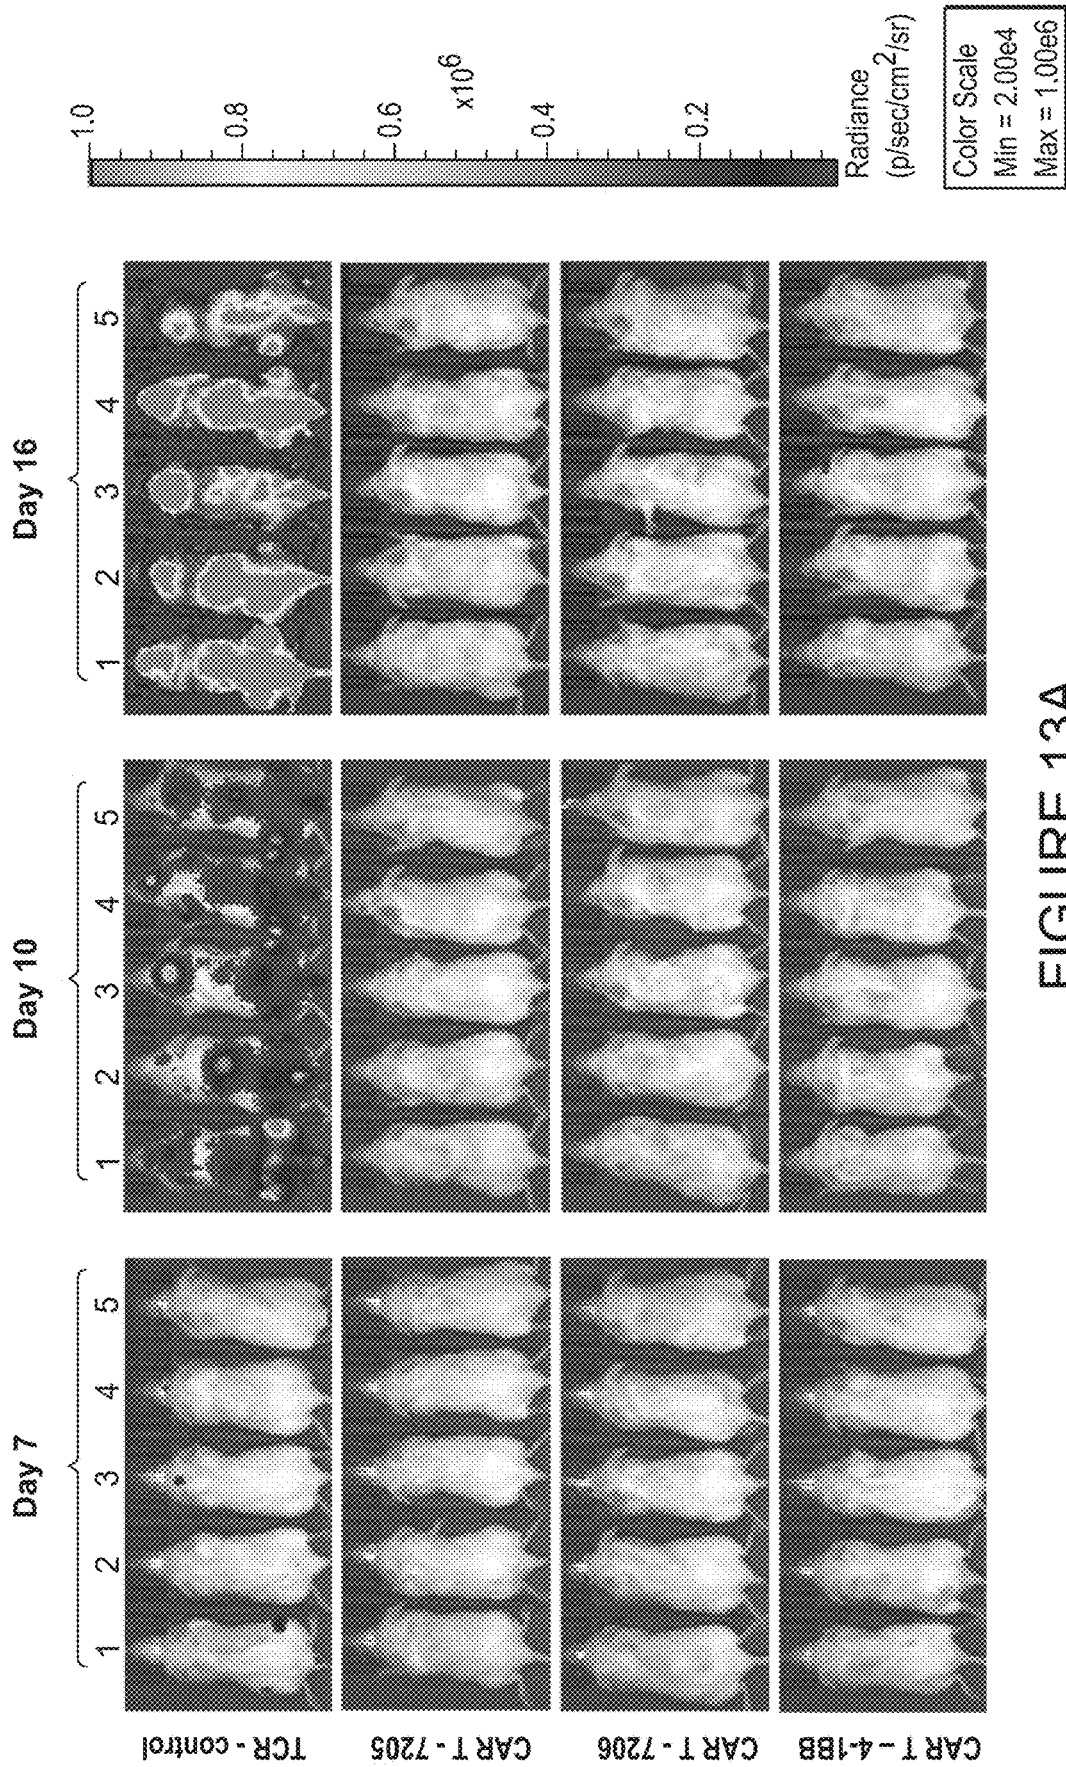 Day 7
Day 10
Day 16
1 2 3 4 5
1 2 3 4 5
1 2 3 4 5
TCR - control
CAR T - 7205
CAR T - 7206
CAR T – 4-1BB
1.0
0.8
0.6
x10⁶
0.4
0.2
Radiance
(p/sec/cm²/sr)
Color Scale
Min = 2.00e4
Max = 1.00e6
FIGURE 13A